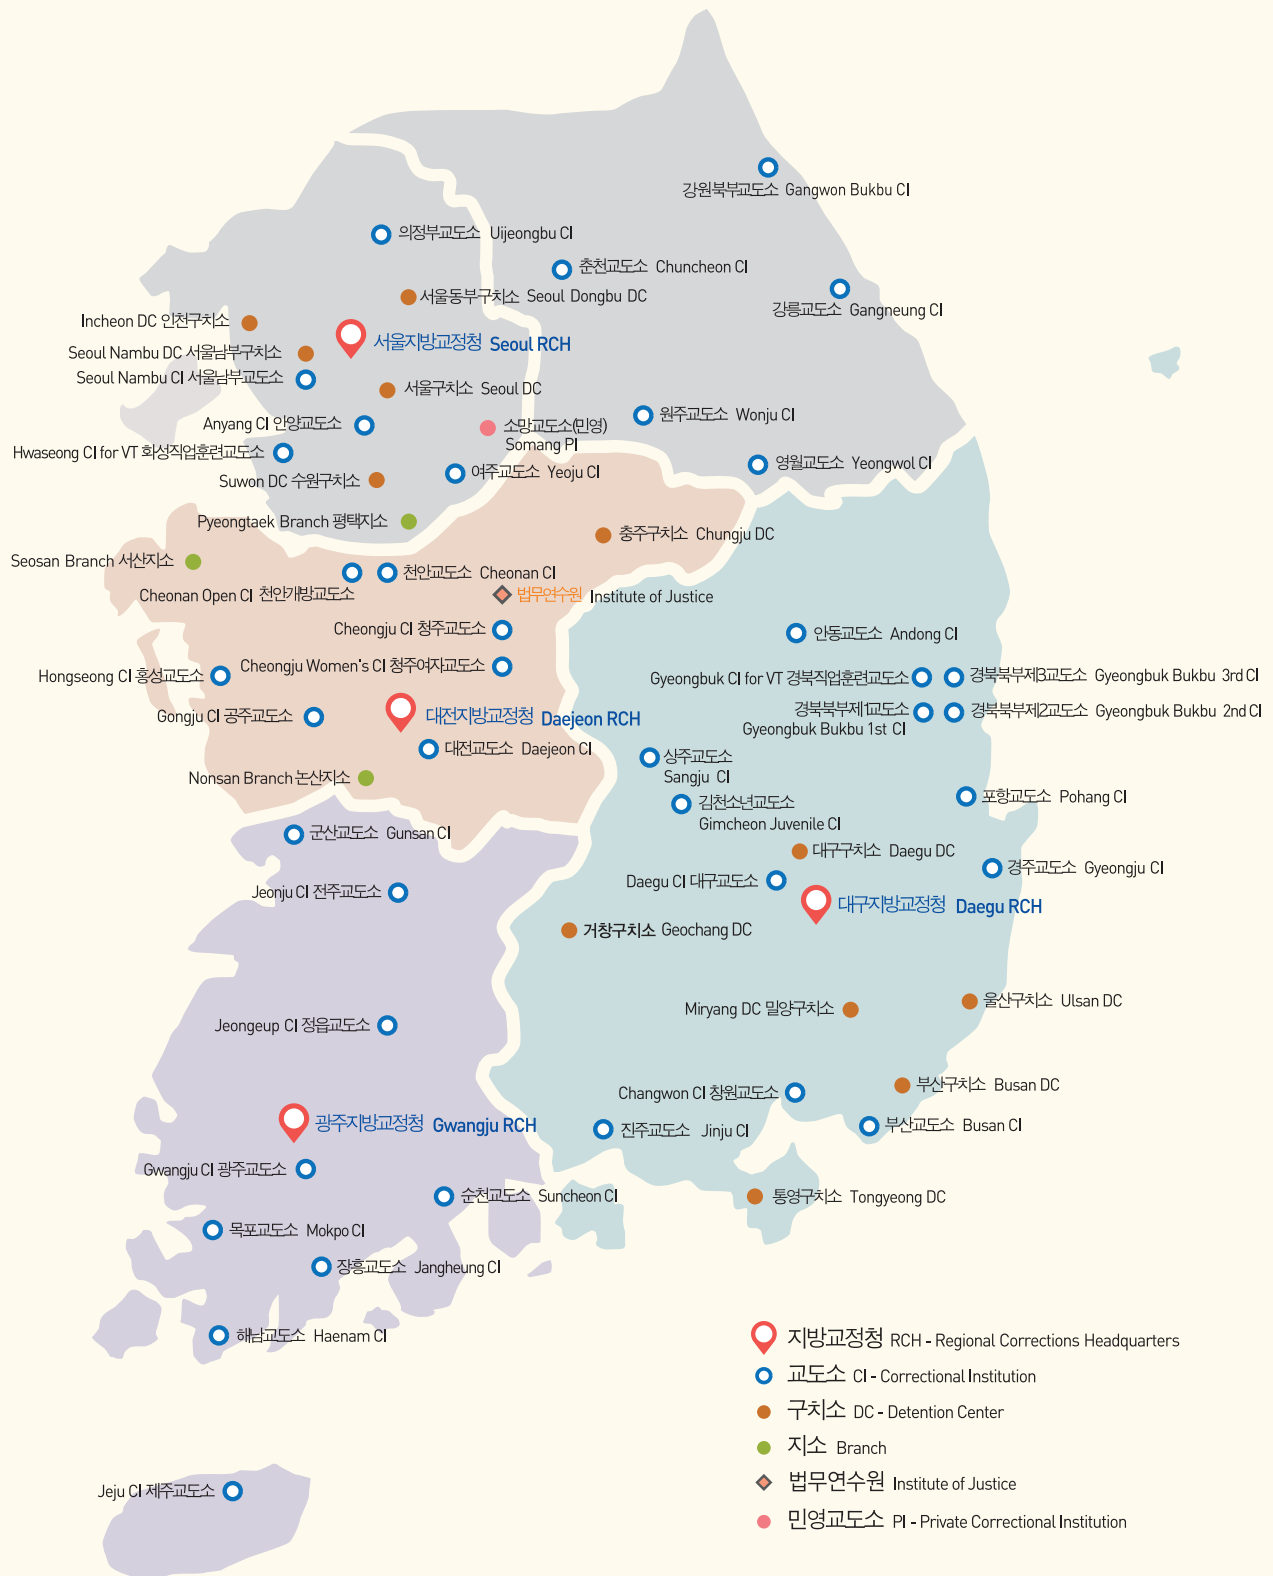 강원북부교도소 Gangwon Bukbu CI
의정부교도소 Uijeongbu CI
춘천교도소 Chuncheon CI
서울동부구치소 Seoul Dongbu DC
강릉교도소 Gangneung CI
Incheon DC 인천구치소
서울지방교정청 Seoul RCH
Seoul Nambu DC 서울남부구치소
Seoul Nambu CI 서울남부교도소
서울구치소 Seoul DC
원주교도소 Wonju CI
Anyang CI 안양교도소
소망교도소(민영)
Somang PI
Hwaseong CI for VT 화성직업훈련교도소
영월교도소 Yeongwol CI
여주교도소 Yeoju CI
Suwon DC 수원구치소
Pyeongtaek Branch 평택지소
충주구치소 Chungju DC
Seosan Branch 서산지소
천안교도소 Cheonan CI
Cheonan Open CI 천안개방교도소
법무연수원 Institute of Justice
Cheongju CI 청주교도소
안동교도소 Andong CI
Cheongju Women's CI 청주여자교도소
Hongseong CI 홍성교도소
Gyeongbuk CI for VT 경북직업훈련교도소
경북북부제3교도소 Gyeongbuk Bukbu 3rd CI
Gongju CI 공주교도소
대전지방교정청 Daejeon RCH
경북북부제1교도소
Gyeongbuk Bukbu 1st CI
경북북부제2교도소 Gyeongbuk Bukbu 2nd CI
대전교도소 Daejeon CI
상주교도소
Sangju CI
Nonsan Branch 논산지소
김천소년교도소
Gimcheon Juvenile CI
포항교도소 Pohang CI
군산교도소 Gunsan CI
대구구치소 Daegu DC
경주교도소 Gyeongju CI
Daegu CI 대구교도소
Jeonju CI 전주교도소
대구지방교정청 Daegu RCH
거창구치소 Geochang DC
울산구치소 Ulsan DC
Miryang DC 밀양구치소
Jeongeup CI 정읍교도소
부산구치소 Busan DC
Changwon CI 창원교도소
광주지방교정청 Gwangju RCH
부산교도소 Busan CI
진주교도소 Jinju CI
Gwangju CI 광주교도소
순천교도소 Suncheon CI
통영구치소 Tongyeong DC
목포교도소 Mokpo CI
장흥교도소 Jangheung CI
해남교도소 Haenam CI
Jeju CI 제주교도소
지방교정청 RCH - Regional Corrections Headquarters
교도소 CI - Correctional Institution
구치소 DC - Detention Center
지소 Branch
법무연수원 Institute of Justice
민영교도소 PI - Private Correctional Institution